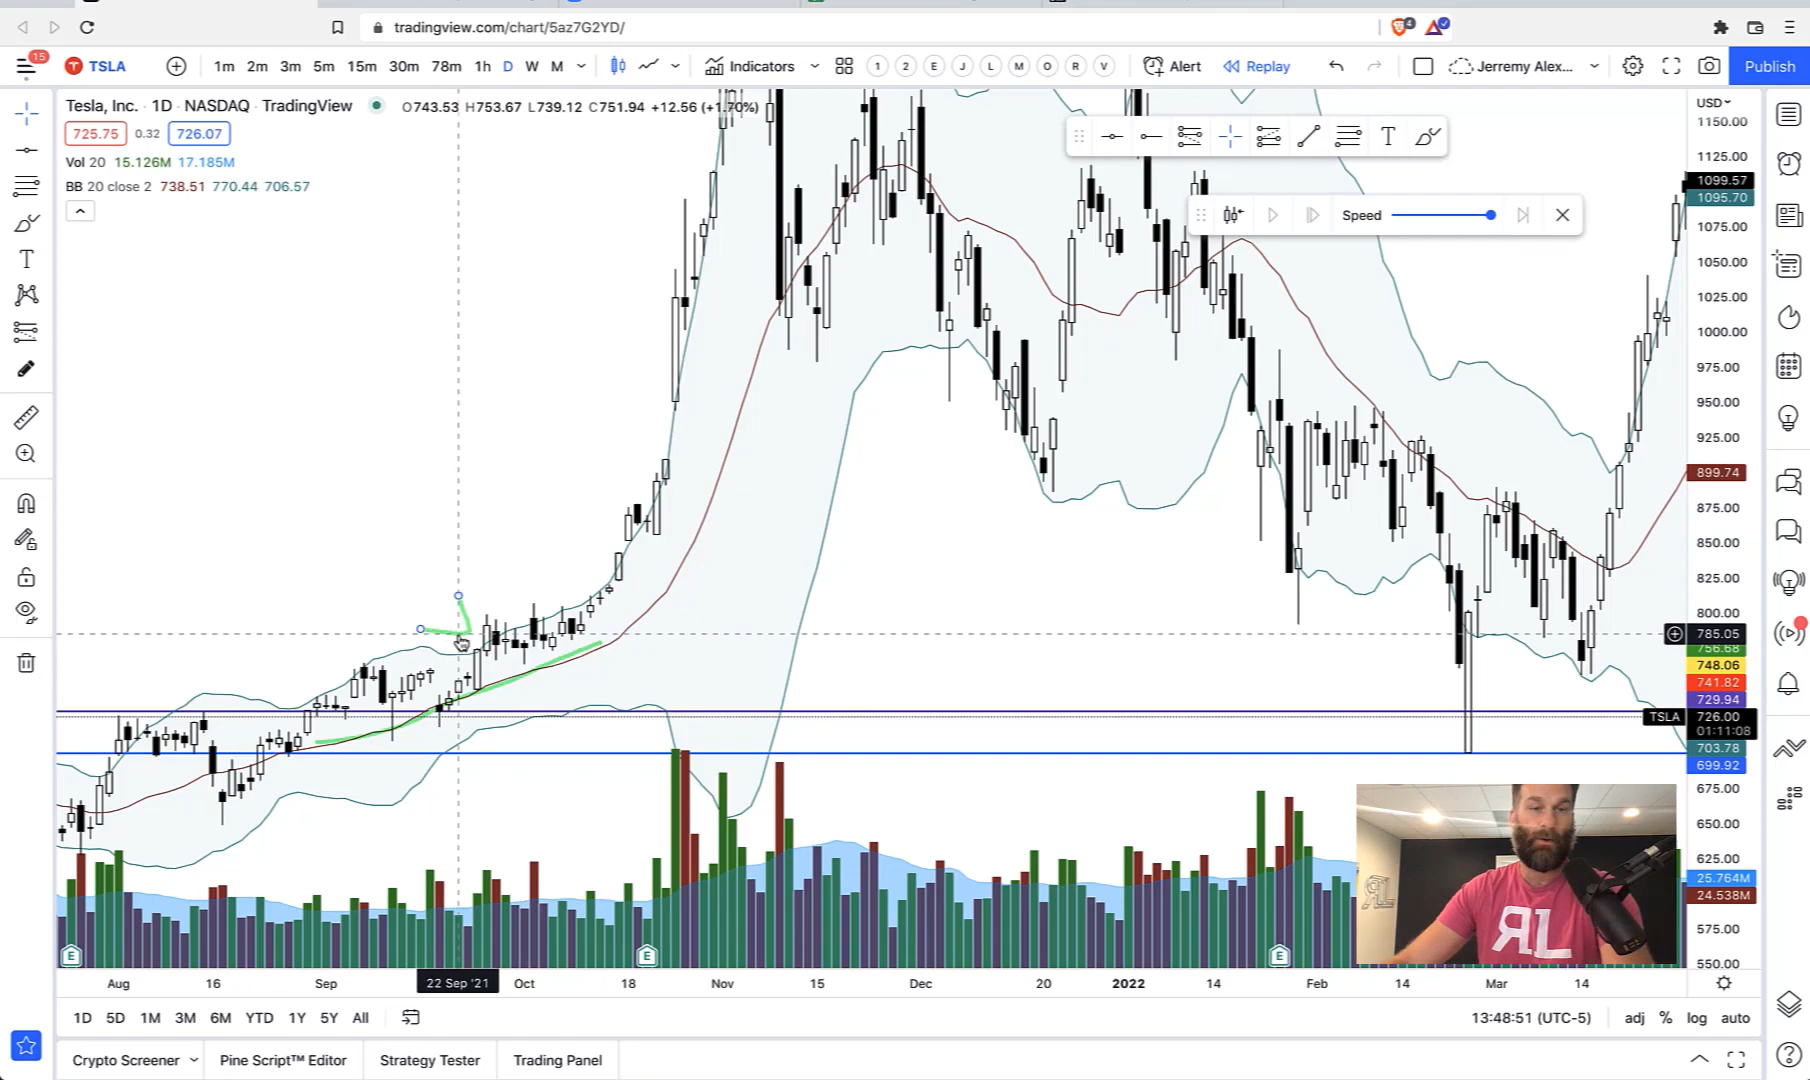 tradingview.com/chart/5az7G2YD/
4
15
TSLA
1m 2m 3m 5m 15m 30m 78m 1h D W M
Indicators
1 2 E J L M O R V
Alert
Replay
Jerremy Alex...
Publish
Tesla, Inc. · 1D · NASDAQ · TradingView
O743.53 H753.67 L739.12 C751.94 +12.56 (+1.70%)
USD
725.75 0.32 726.07
Vol 20 15.126M 17.185M
BB 20 close 2 738.51 770.44 706.57
Speed
1150.00
1125.00
1099.57
1095.70
1075.00
1050.00
1025.00
1000.00
975.00
950.00
925.00
899.74
875.00
850.00
825.00
800.00
785.05
756.68
748.06
741.82
729.94
TSLA 726.00
01:11:08
703.78
699.92
675.00
650.00
625.00
25.764M
24.538M
575.00
550.00
RL
E E E
Aug 16 Sep 22 Sep '21 Oct 18 Nov 15 Dec 20 2022 14 Feb 14 Mar 14
1D 5D 1M 3M 6M YTD 1Y 5Y All
13:48:51 (UTC-5)
adj % log auto
Crypto Screener
Pine Script™ Editor
Strategy Tester
Trading Panel